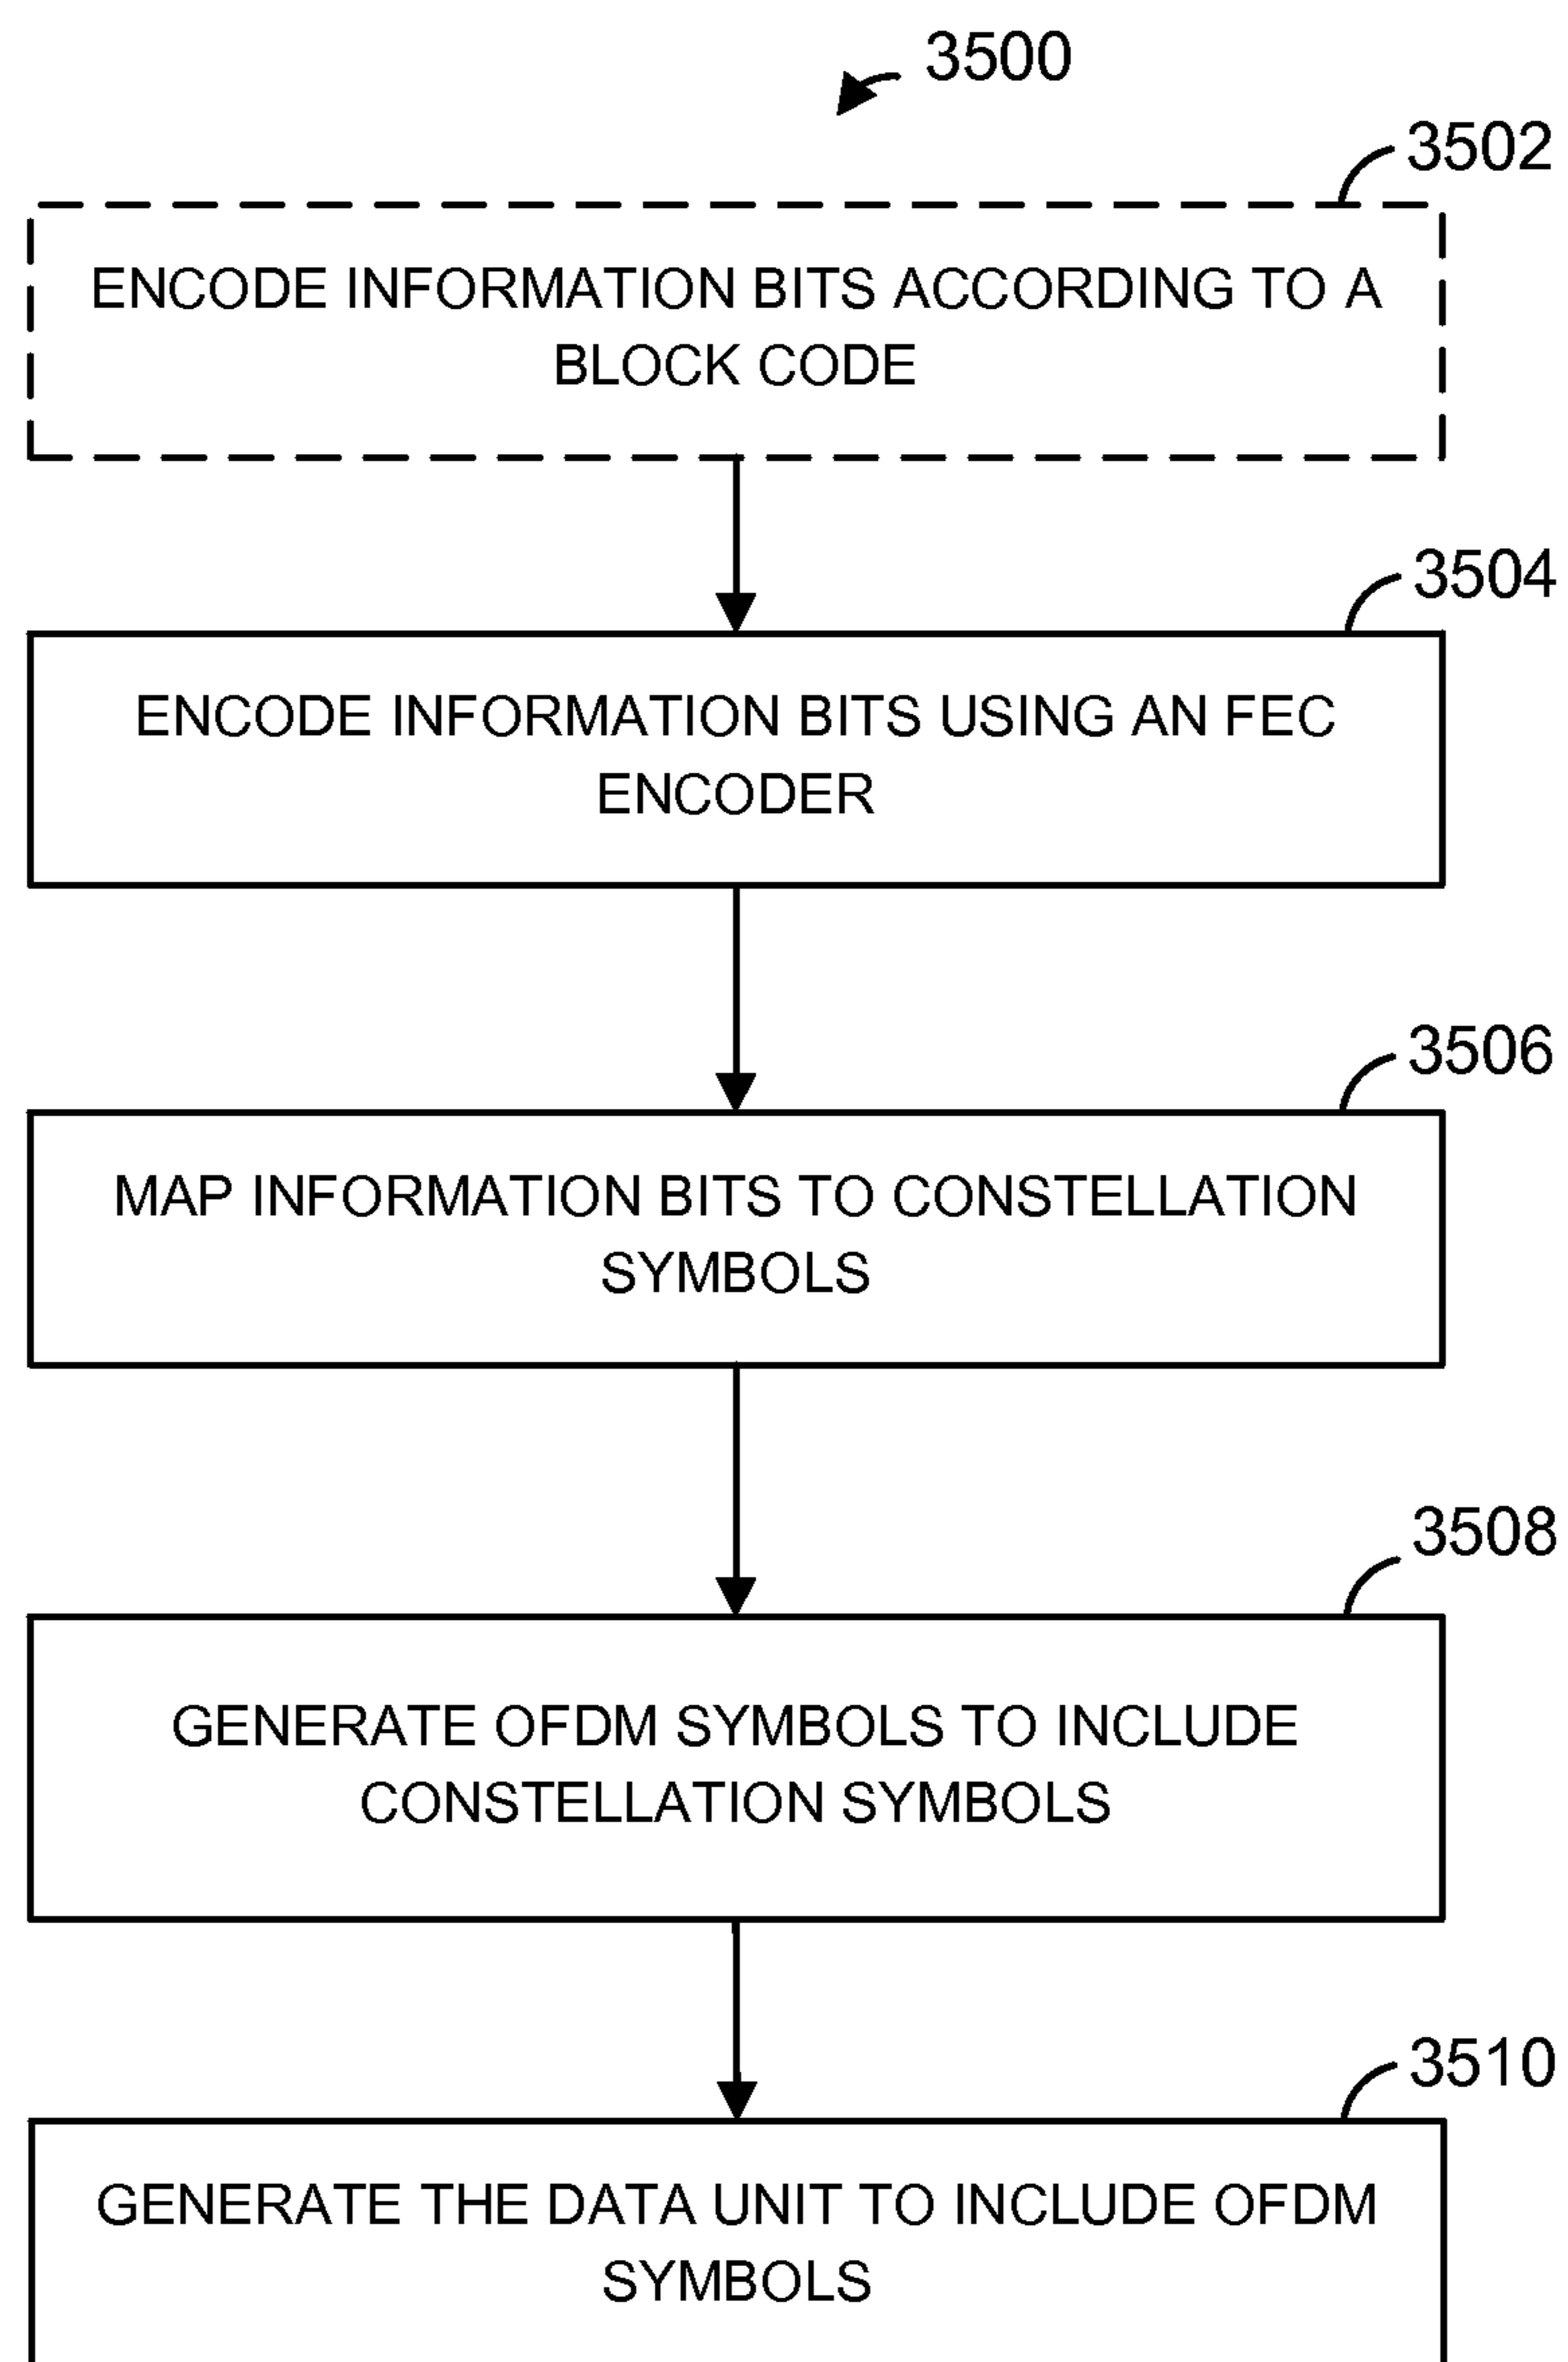 3500
3502
ENCODE INFORMATION BITS ACCORDING TO A
BLOCK CODE
3504
ENCODE INFORMATION BITS USING AN FEC
ENCODER
3506
MAP INFORMATION BITS TO CONSTELLATION
SYMBOLS
3508
GENERATE OFDM SYMBOLS TO INCLUDE
CONSTELLATION SYMBOLS
3510
GENERATE THE DATA UNIT TO INCLUDE OFDM
SYMBOLS